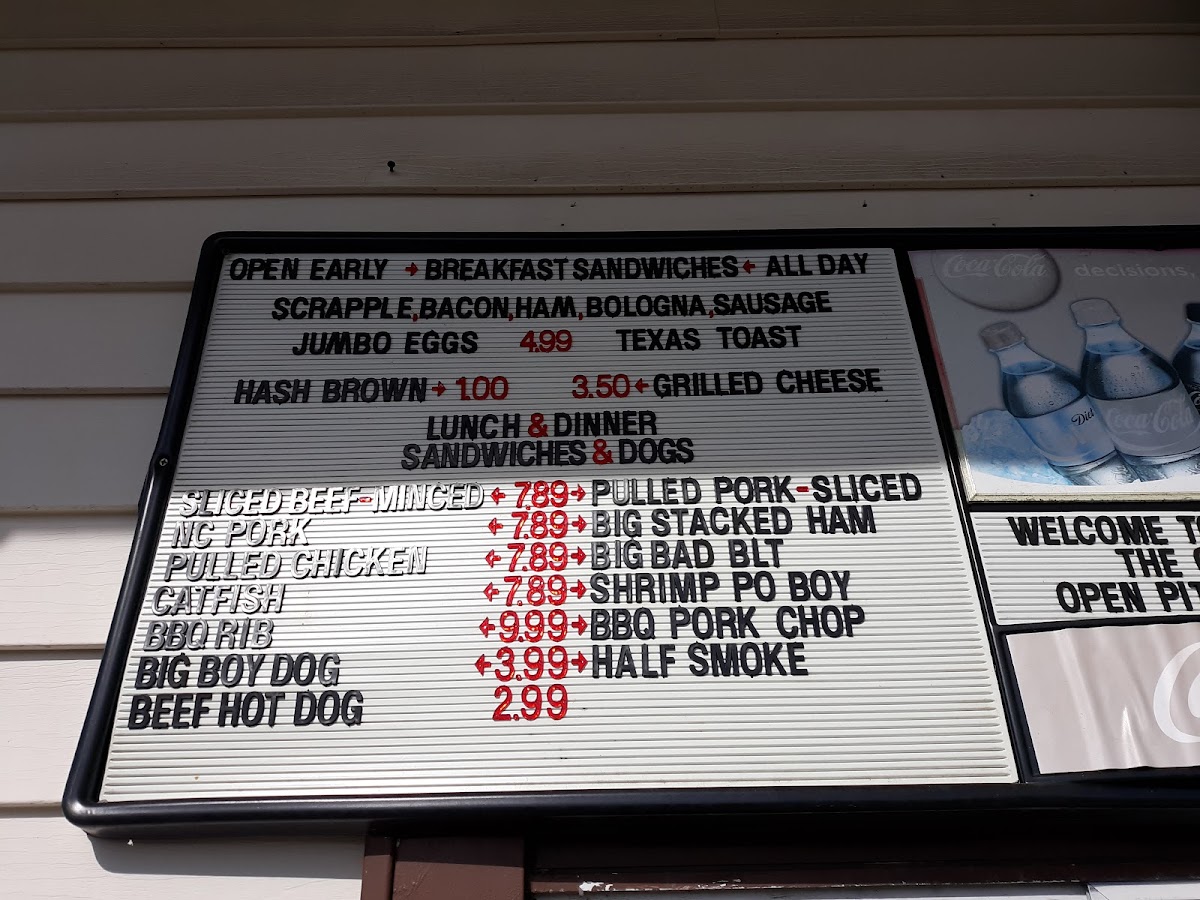 OPEN EARLY → BREAKFAST SANDWICHES ← ALL DAY
SCRAPPLE, BACON, HAM, BOLOGNA, SAUSAGE
JUMBO EGGS 4.99 TEXAS TOAST
HASH BROWN → 1.00 3.50 ← GRILLED CHEESE
LUNCH & DINNER
SANDWICHES & DOGS
SLICED BEEF-MINCED ← 7.89 → PULLED PORK-SLICED
NC PORK ← 7.89 → BIG STACKED HAM
PULLED CHICKEN ← 7.89 → BIG BAD BLT
CATFISH ← 7.89 → SHRIMP PO BOY
BBQ RIB ← 9.99 → BBQ PORK CHOP
BIG BOY DOG ← 3.99 → HALF SMOKE
BEEF HOT DOG 2.99
Coca-Cola decisions
Diet
Coca-Cola
WELCOME
THE
OPEN